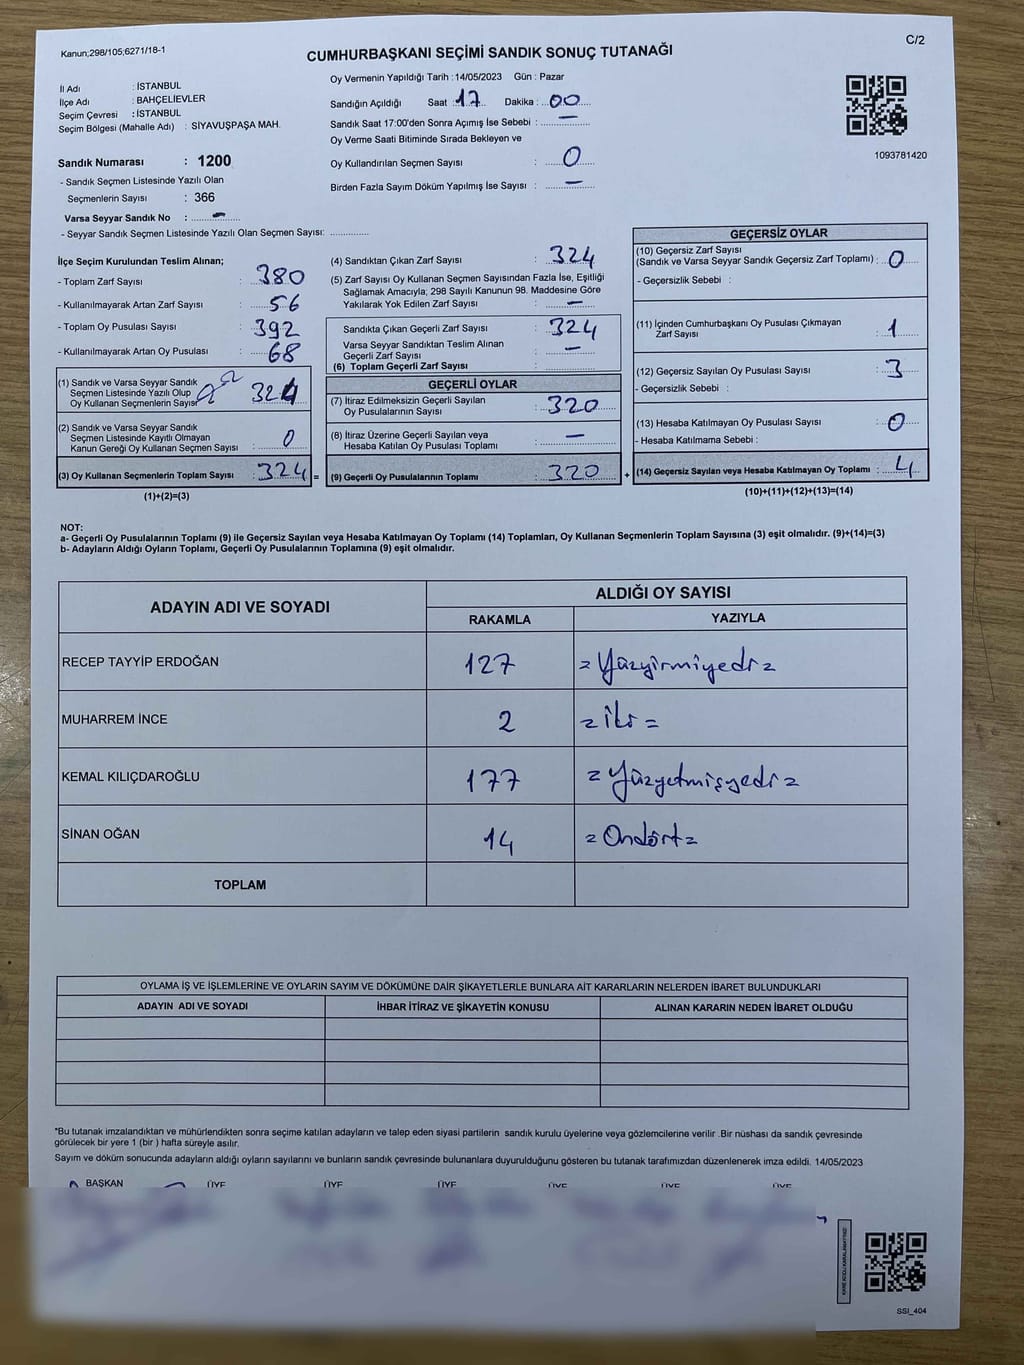 Kanun;298/105;6271/18-1
C/2
CUMHURBAŞKANI SEÇİMİ SANDIK SONUÇ TUTANAĞI
İl Adı : İSTANBUL
İlçe Adı : BAHÇELİEVLER
Seçim Çevresi : İSTANBUL
Seçim Bölgesi (Mahalle Adı) : SİYAVUŞPAŞA MAH.
Sandık Numarası : 1200
- Sandık Seçmen Listesinde Yazılı Olan
Seçmenlerin Sayısı : 366
Varsa Seyyar Sandık No : -
- Seyyar Sandık Seçmen Listesinde Yazılı Olan Seçmen Sayısı:
Oy Vermenin Yapıldığı Tarih :14/05/2023 Gün : Pazar
Sandığın Açıldığı Saat : 17 Dakika : 00
Sandık Saat 17:00'den Sonra Açımış İse Sebebi : -
Oy Verme Saati Bitiminde Sırada Bekleyen ve
Oy Kullandırılan Seçmen Sayısı : 0
Birden Fazla Sayım Döküm Yapılmış İse Sayısı : -
1093781420
İlçe Seçim Kurulundan Teslim Alınan;
- Toplam Zarf Sayısı : 380
- Kullanılmayarak Artan Zarf Sayısı : 56
- Toplam Oy Pusulası Sayısı : 392
- Kullanılmayarak Artan Oy Pusulası : 68
(1) Sandık ve Varsa Seyyar Sandık
Seçmen Listesinde Yazılı Olup
Oy Kullanan Seçmenlerin Sayısı : 324
(2) Sandık ve Varsa Seyyar Sandık
Seçmen Listesinde Kayıtlı Olmayan
Kanun Gereği Oy Kullanan Seçmen Sayısı : 0
(3) Oy Kullanan Seçmenlerin Toplam Sayısı : 324 =
(1)+(2)=(3)
(4) Sandıktan Çıkan Zarf Sayısı : 324
(5) Zarf Sayısı Oy Kullanan Seçmen Sayısından Fazla İse, Eşitliği
Sağlamak Amacıyla; 298 Sayılı Kanunun 98. Maddesine Göre
Yakılarak Yok Edilen Zarf Sayısı : -
Sandıkta Çıkan Geçerli Zarf Sayısı : 324
Varsa Seyyar Sandıktan Teslim Alınan
Geçerli Zarf Sayısı : -
(6) Toplam Geçerli Zarf Sayısı :
GEÇERLİ OYLAR
(7) İtiraz Edilmeksizin Geçerli Sayılan
Oy Pusulalarının Sayısı : 320
(8) İtiraz Üzerine Geçerli Sayılan veya
Hesaba Katılan Oy Pusulası Toplamı : -
(9) Geçerli Oy Pusulalarının Toplamı : 320 +
GEÇERSİZ OYLAR
(10) Geçersiz Zarf Sayısı
(Sandık ve Varsa Seyyar Sandık Geçersiz Zarf Toplamı) : 0
- Geçersizlik Sebebi :
(11) İçinden Cumhurbaşkanı Oy Pusulası Çıkmayan
Zarf Sayısı : 1
(12) Geçersiz Sayılan Oy Pusulası Sayısı : 3
- Geçersizlik Sebebi :
(13) Hesaba Katılmayan Oy Pusulası Sayısı : 0
- Hesaba Katılmama Sebebi :
(14) Geçersiz Sayılan veya Hesaba Katılmayan Oy Toplamı : 4
(10)+(11)+(12)+(13)=(14)
NOT:
a- Geçerli Oy Pusulalarının Toplamı (9) ile Geçersiz Sayılan veya Hesaba Katılmayan Oy Toplamı (14) Toplamları, Oy Kullanan Seçmenlerin Toplam Sayısına (3) eşit olmalıdır. (9)+(14)=(3)
b- Adayların Aldığı Oyların Toplamı, Geçerli Oy Pusulalarının Toplamına (9) eşit olmalıdır.
ADAYIN ADI VE SOYADI
ALDIĞI OY SAYISI
RAKAMLA YAZIYLA
RECEP TAYYİP ERDOĞAN 127 =Yüzyirmiyedi=
MUHARREM İNCE 2 =İki=
KEMAL KILIÇDAROĞLU 177 =Yüzyetmişyedi=
SİNAN OĞAN 14 =Ondört=
TOPLAM
OYLAMA İŞ VE İŞLEMLERİNE VE OYLARIN SAYIM VE DÖKÜMÜNE DAİR ŞİKAYETLERLE BUNLARA AİT KARARLARIN NELERDEN İBARET BULUNDUKLARI
ADAYIN ADI VE SOYADI İHBAR İTİRAZ VE ŞİKAYETİN KONUSU ALINAN KARARIN NEDEN İBARET OLDUĞU
*Bu tutanak imzalandıktan ve mühürlendikten sonra seçime katılan adayların ve talep eden siyasi partilerin sandık kurulu üyelerine veya gözlemcilerine verilir .Bir nüshası da sandık çevresinde
görülecek bir yere 1 (bir ) hafta süreyle asılır.
Sayım ve döküm sonucunda adayların aldığı oyların sayılarını ve bunların sandık çevresinde bulunanlara duyurulduğunu gösteren bu tutanak tarafımızdan düzenlenerek imza edildi. 14/05/2023
BAŞKAN ÜYE ÜYE ÜYE ÜYE ÜYE ÜYE
SSI_404